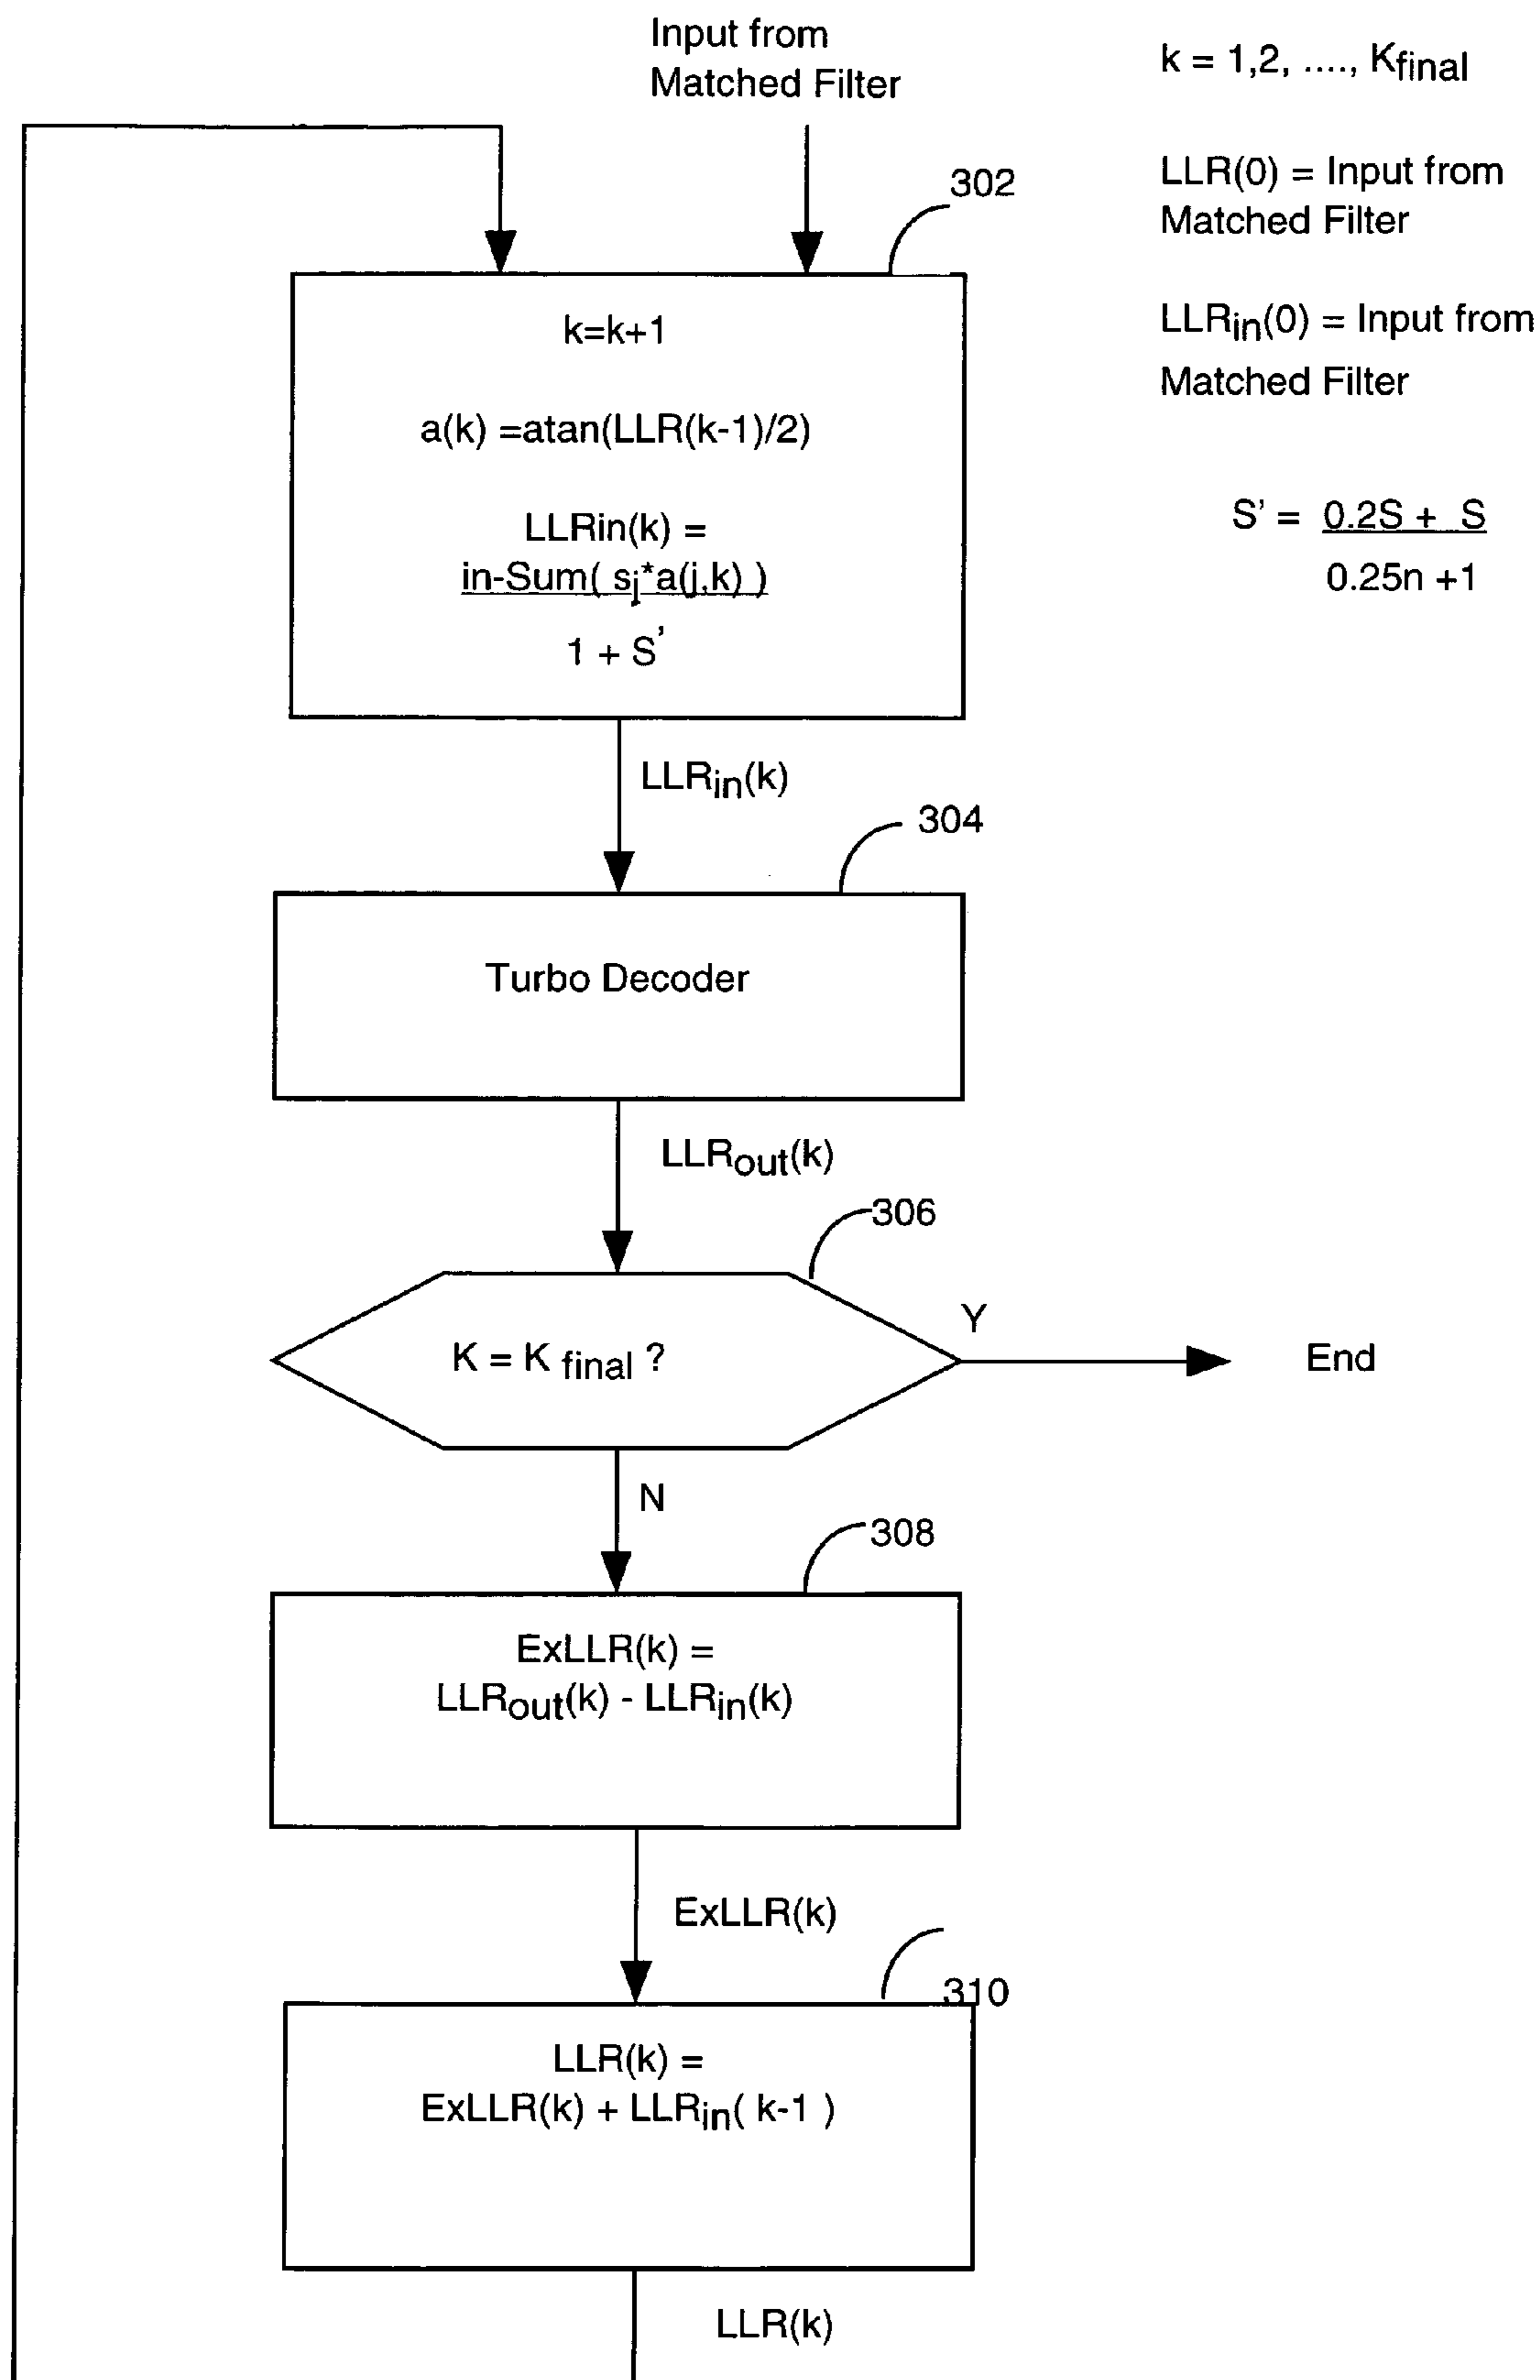 Input from
Matched Filter
k = 1,2, ...., Kfinal
LLR(0) = Input from
Matched Filter
302
LLRin(0) = Input from
Matched Filter
k=k+1
a(k) =atan(LLR(k-1)/2)
LLRin(k) =
in-Sum( sj*a(j,k) )
1 + S'
S' = 0.2S + S
0.25n +1
LLRin(k)
304
Turbo Decoder
LLRout(k)
306
K = K final ?
Y
End
N
308
ExLLR(k) =
LLRout(k) - LLRin(k)
ExLLR(k)
310
LLR(k) =
ExLLR(k) + LLRin( k-1 )
LLR(k)